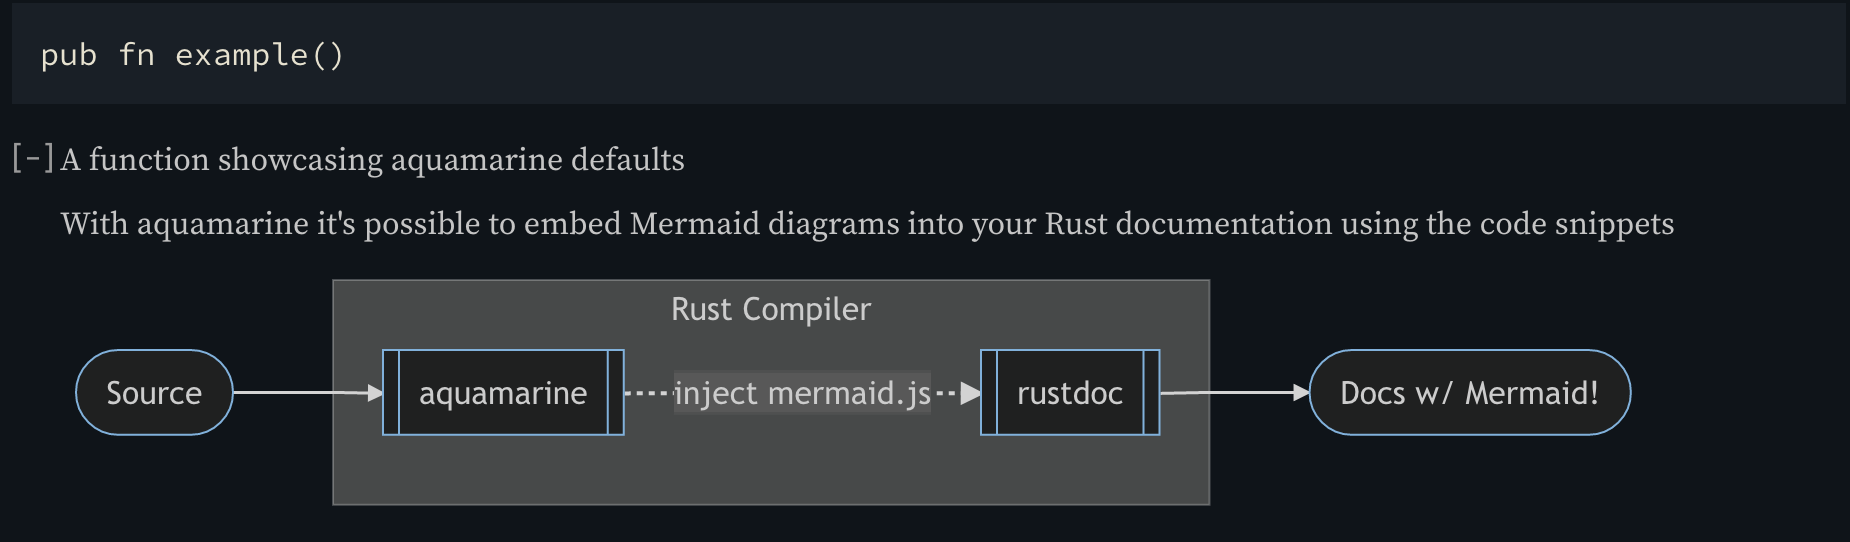 pub fn example()
[-] A function showcasing aquamarine defaults
With aquamarine it's possible to embed Mermaid diagrams into your Rust documentation using the code snippets
Rust Compiler
Source
aquamarine
inject mermaid.js
rustdoc
Docs w/ Mermaid!